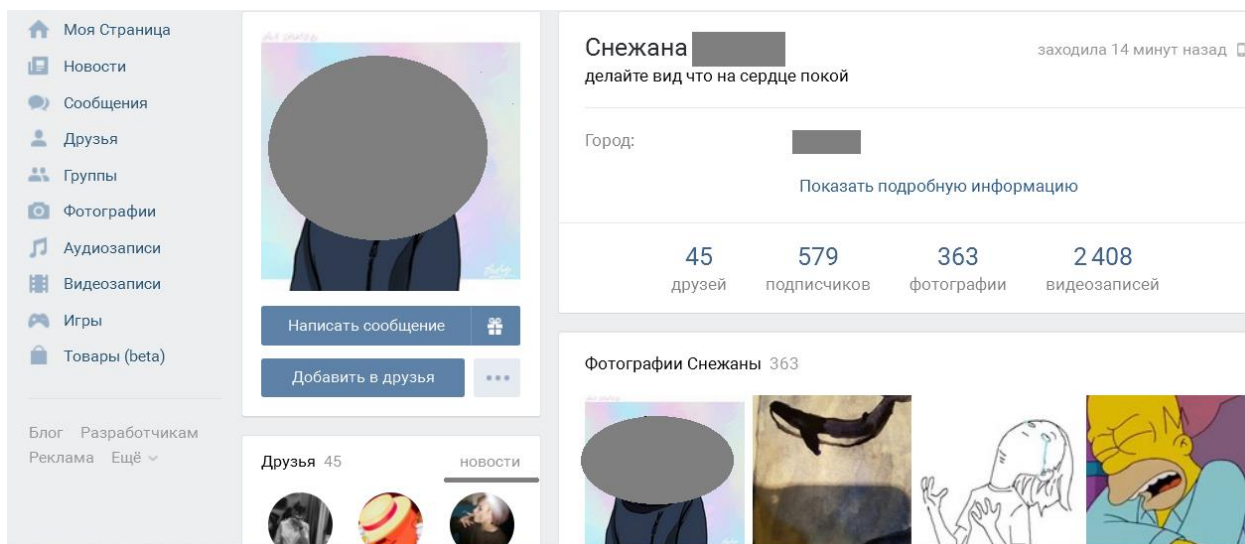 Моя Страница
Новости
Сообщения
Друзья
Группы
Фотографии
Аудиозаписи
Видеозаписи
Игры
Товары (beta)
Блог Разработчикам
Реклама Ещё
Написать сообщение
Добавить в друзья
Друзья 45 новости
Снежана
заходила 14 минут назад
делайте вид что на сердце покой
Город:
Показать подробную информацию
45 579 363 2 408
друзей подписчиков фотографии видеозаписей
Фотографии Снежаны 363